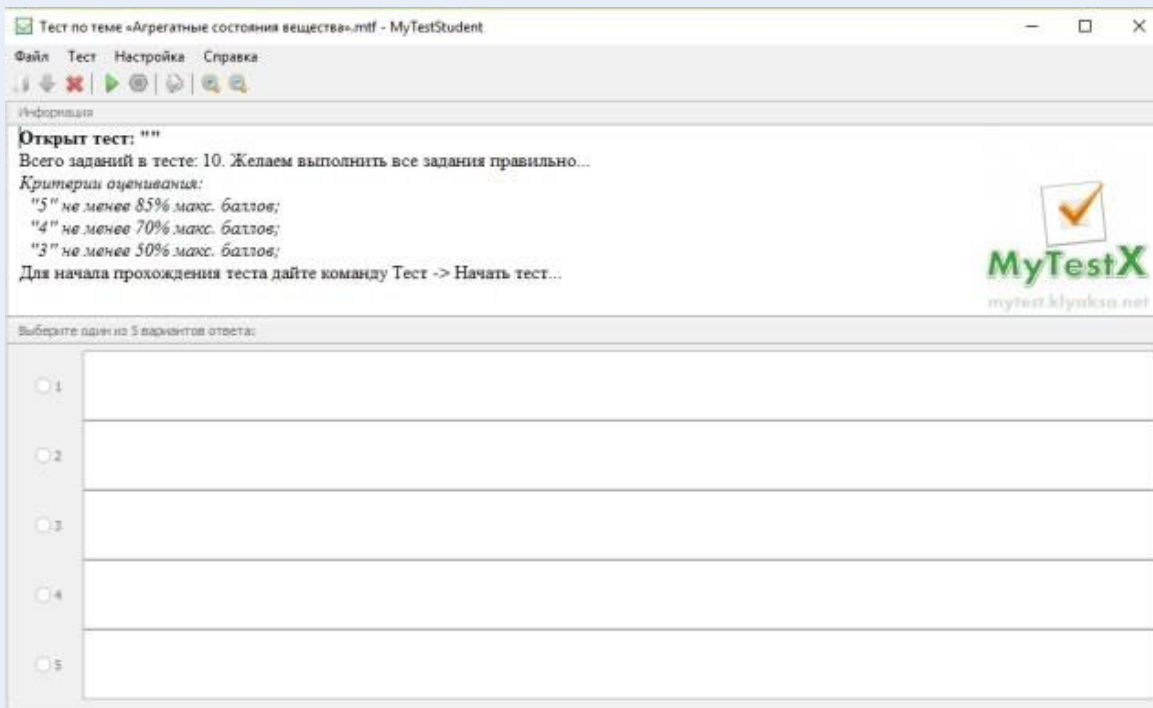 Тест по теме «Агрегатные состояния вещества».mtf - MyTestStudent
Файл Тест Настройка Справка
Информация
Открыт тест: ""
Всего заданий в тесте: 10. Желаем выполнить все задания правильно...
Критерии оценивания:
"5" не менее 85% макс. баллов;
"4" не менее 70% макс. баллов;
"3" не менее 50% макс. баллов;
Для начала прохождения теста дайте команду Тест -> Начать тест...
MyTestX
mytest.klyaksa.net
Выберите один из 5 вариантов ответа:
1
2
3
4
5